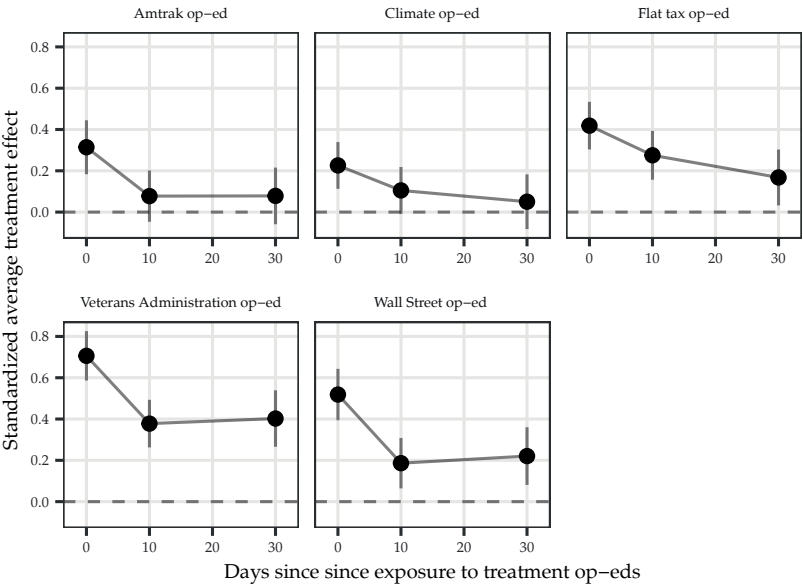 Amtrak op−ed
Climate op−ed
Flat tax op−ed
0.8
0.6
0.4
0.2
0.0
0 10 20 30
0 10 20 30
0 10 20 30
Standardized average treatment effect
Veterans Administration op−ed
Wall Street op−ed
0.8
0.6
0.4
0.2
0.0
0 10 20 30
0 10 20 30
Days since since exposure to treatment op−eds